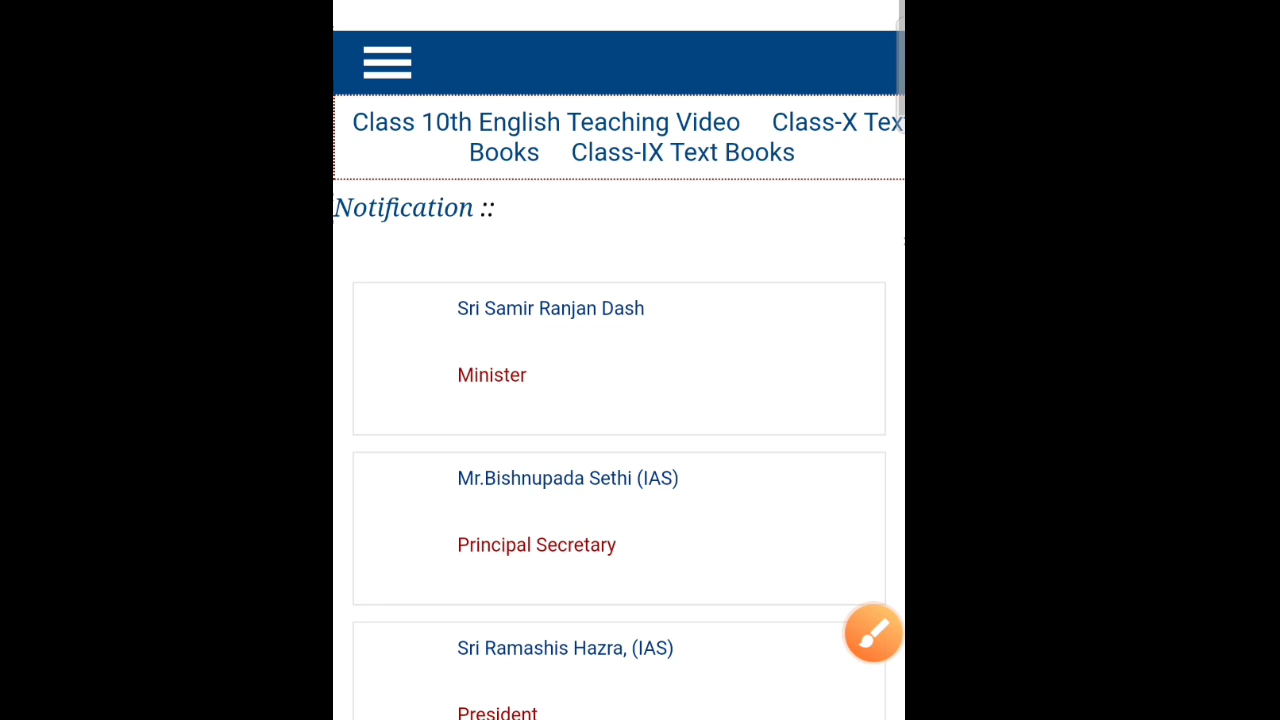 Class 10th English Teaching Video Class-X Tex
Books Class-IX Text Books
Notification ::
Sri Samir Ranjan Dash
Minister
Mr.Bishnupada Sethi (IAS)
Principal Secretary
Sri Ramashis Hazra, (IAS)
President